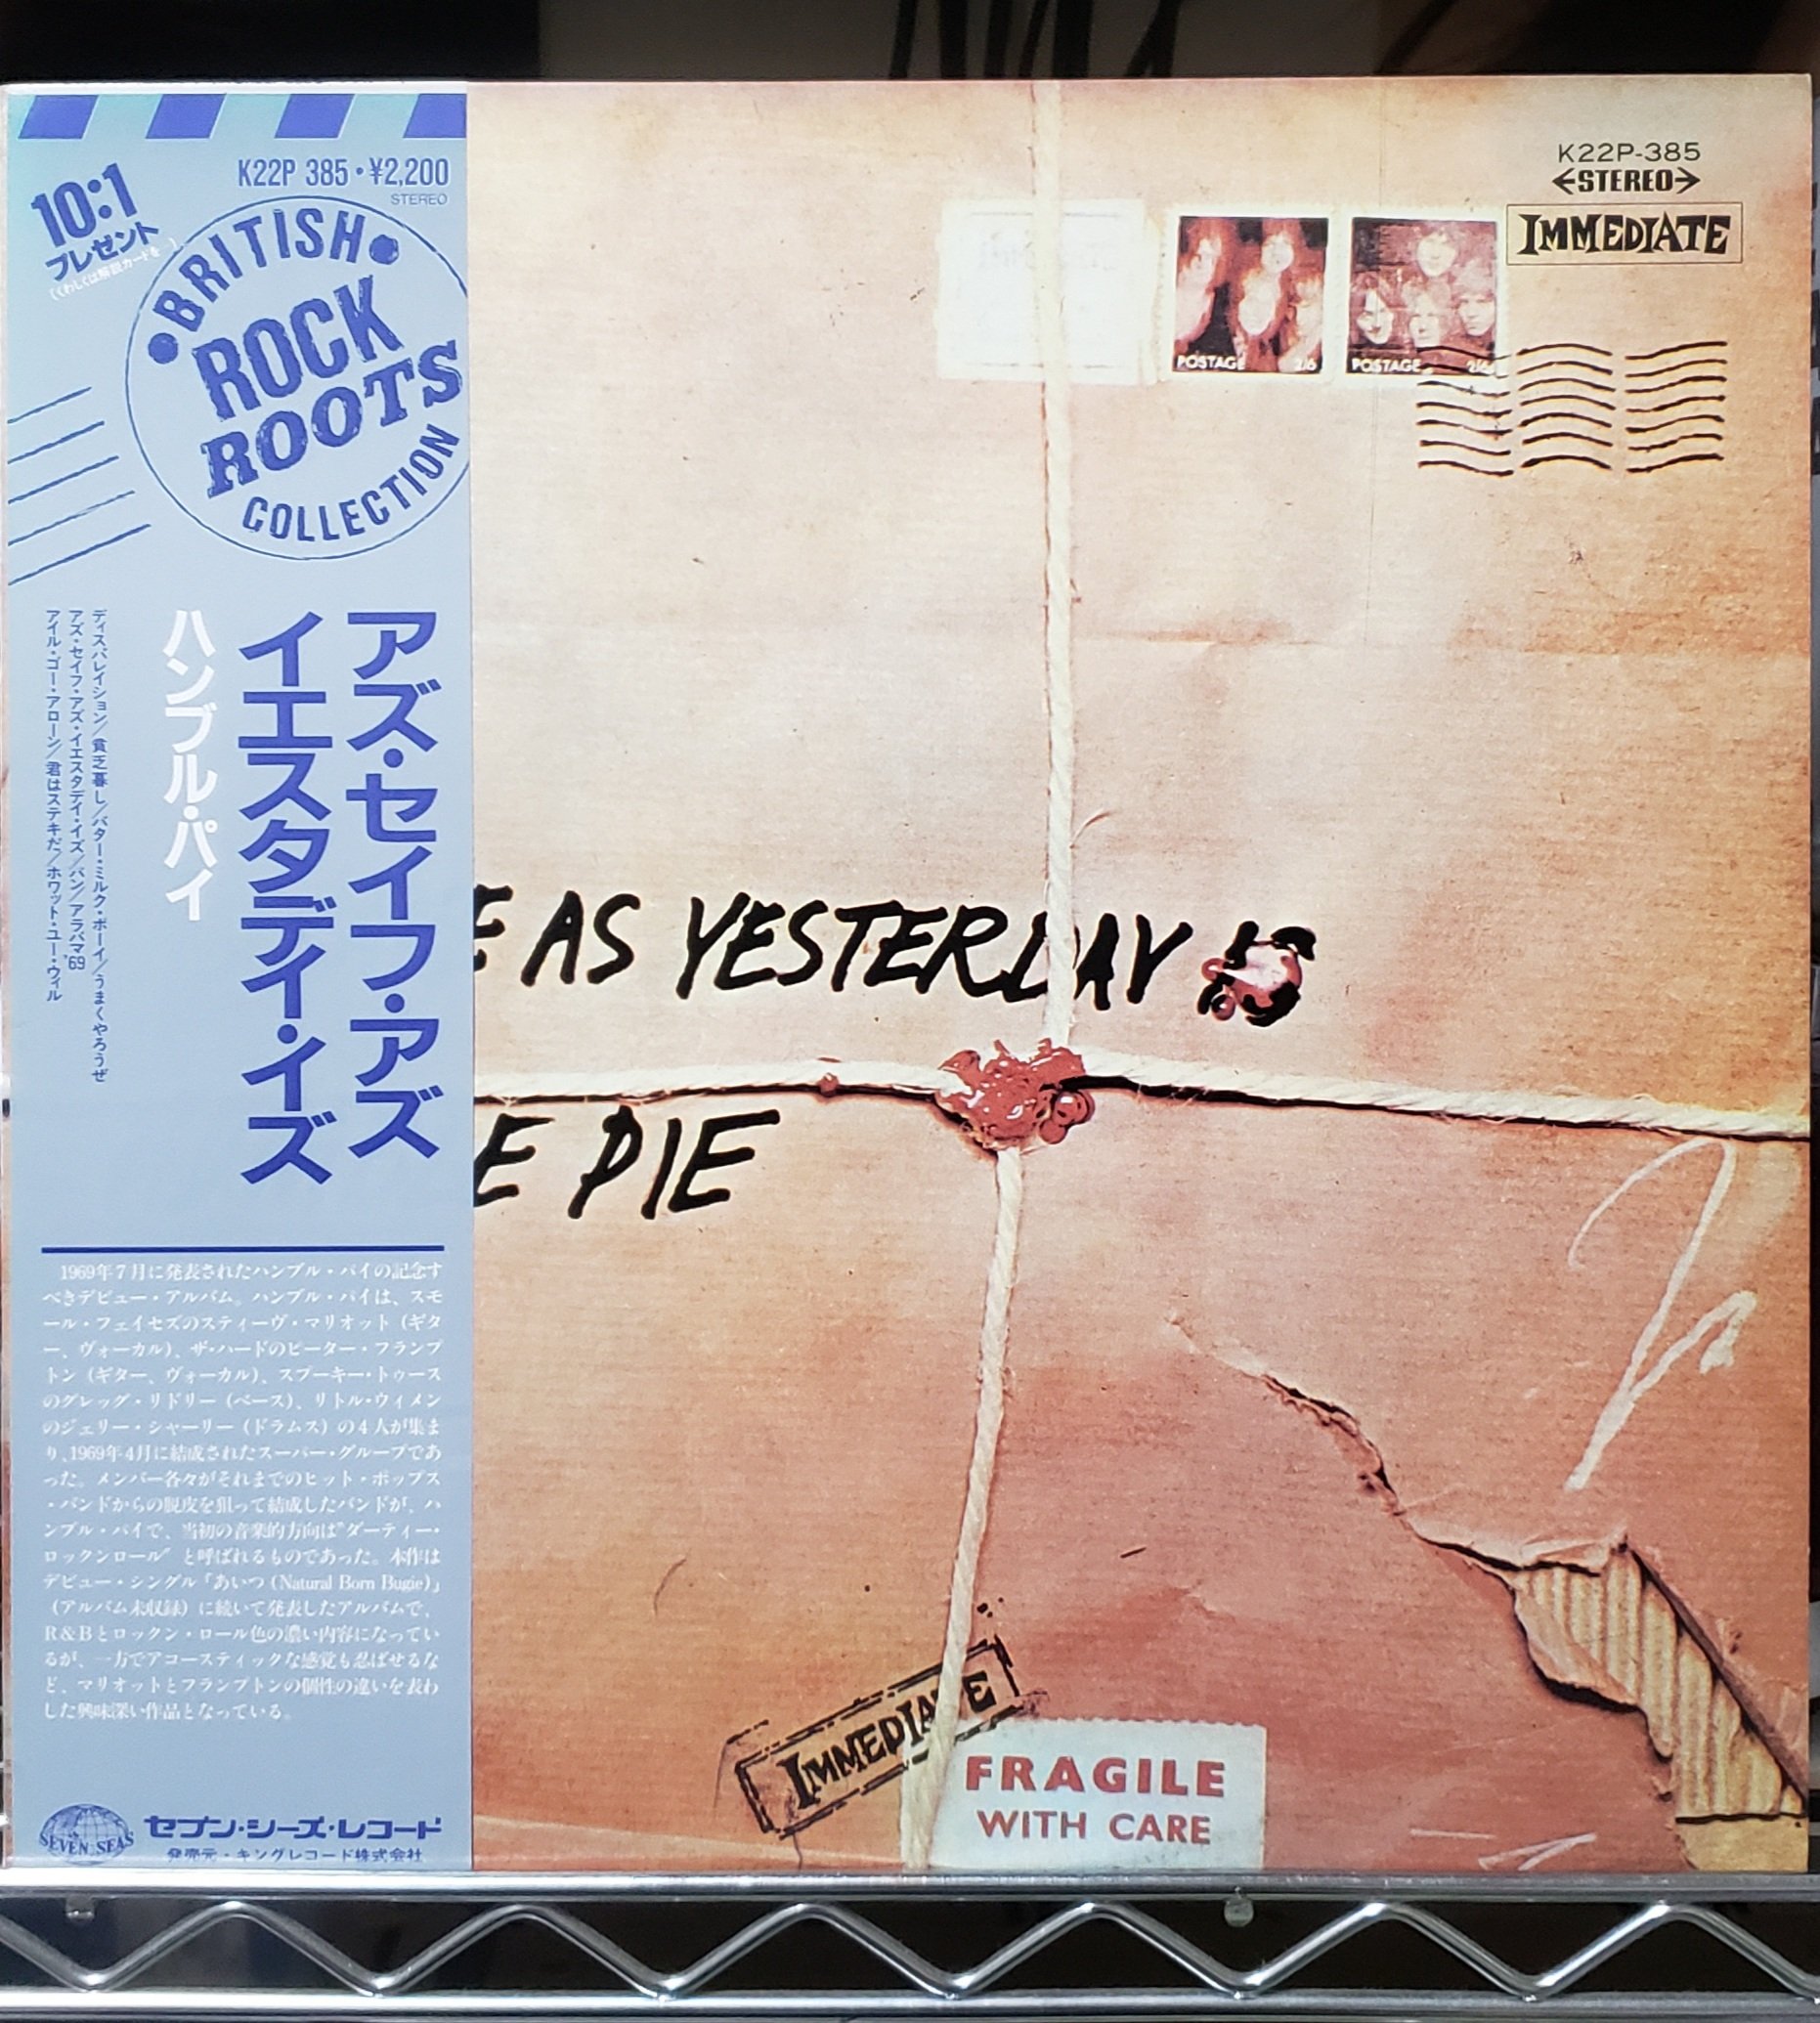 10:1
プレゼント
(くわしくは解説カードを)
K22P 385・¥2,200
STEREO
BRITISH
ROCK
ROOTS
COLLECTION
アズ・セイフ・アズ
イエスタデイ・イズ
ハンブル・パイ
ディスパレイション/貧乏暮し/バター・ミルク・ボーイ/うまくやろうぜ
アズ・セイフ・アズ・イエスタデイ・イズ/バン/アラバマ'69
アイル・ゴー・アローン/君はステキだ/ホワット・ユー・ウィル
1969年7月に発表されたハンブル・パイの記念す
べきデビュー・アルバム。ハンブル・パイは、スモ
ール・フェイセズのスティーヴ・マリオット(ギタ
ー、ヴォーカル)、ザ・ハードのピーター・フランプ
トン(ギター、ヴォーカル)、スプーキー・トゥース
のグレッグ・リドリー(ベース)、リトル・ウィメン
のジェリー・シャーリー(ドラムス)の4人が集ま
り、1969年4月に結成されたスーパー・グループであ
った。メンバー各々がそれまでのヒット・ポップス
・バンドからの脱皮を狙って結成したバンドが、ハ
ンブル・パイで、当初の音楽的方向は"ダーティー・
ロックンロール"と呼ばれるものであった。本作は
デビュー・シングル「あいつ(Natural Born Bugie)」
(アルバム未収録)に続いて発表したアルバムで、
R&Bとロックン・ロール色の濃い内容になってい
るが、一方でアコースティックな感覚も忍ばせるな
ど、マリオットとフランプトンの個性の違いを表わ
した興味深い作品となっている。
SEVEN SEAS
セブン・シーズ・レコード
発売元・キングレコード株式会社
K22P-385
STEREO
IMMEDIATE
POSTAGE 2/6
POSTAGE 2/6
E AS YESTERDAY IS
E PIE
IMMEDIATE
FRAGILE
WITH CARE